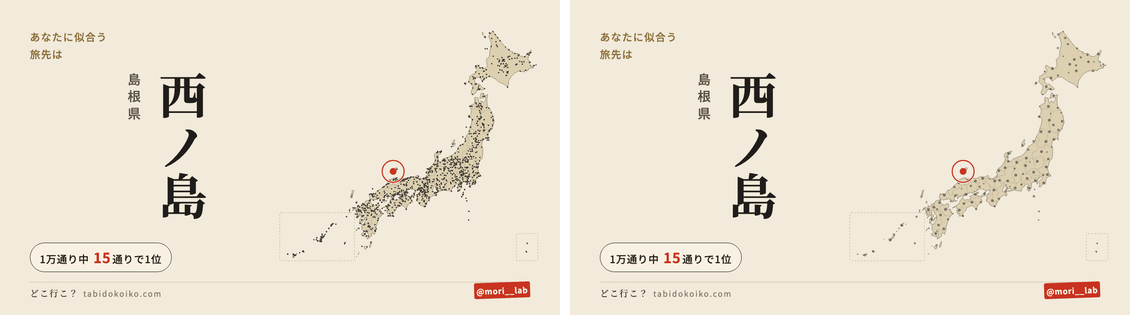 あなたに似合う
旅先は
島根県
西ノ島
1万通り中 15通りで1位
どこ行こ？ tabidokoiko.com
@mori__lab
あなたに似合う
旅先は
島根県
西ノ島
1万通り中 15通りで1位
どこ行こ？ tabidokoiko.com
@mori__lab